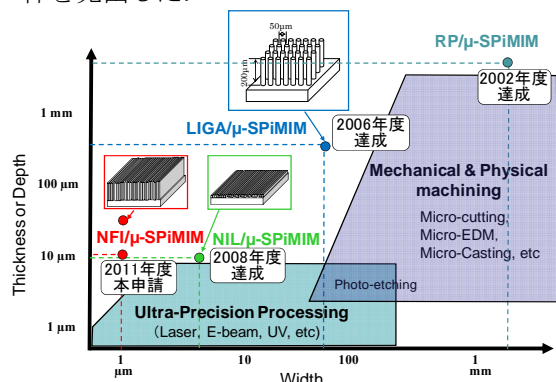 50μm
200μm
RP/μ-SPiMIM
2002年度
達成
1 mm
LIGA/μ-SPiMIM
2006年度
達成
Mechanical & Physical
machining
Thickness or Depth
100 μm
Micro-cutting,
Micro-EDM,
Micro-Casting, etc
NFI/μ-SPiMIM
NIL/μ-SPiMIM
10 μm
2011年度
本申請
2008年度
達成
Photo-etching
Ultra-Precision Processing
(Laser, E-beam, UV, etc)
1 μm
1
μm
10
100
1
mm
Width